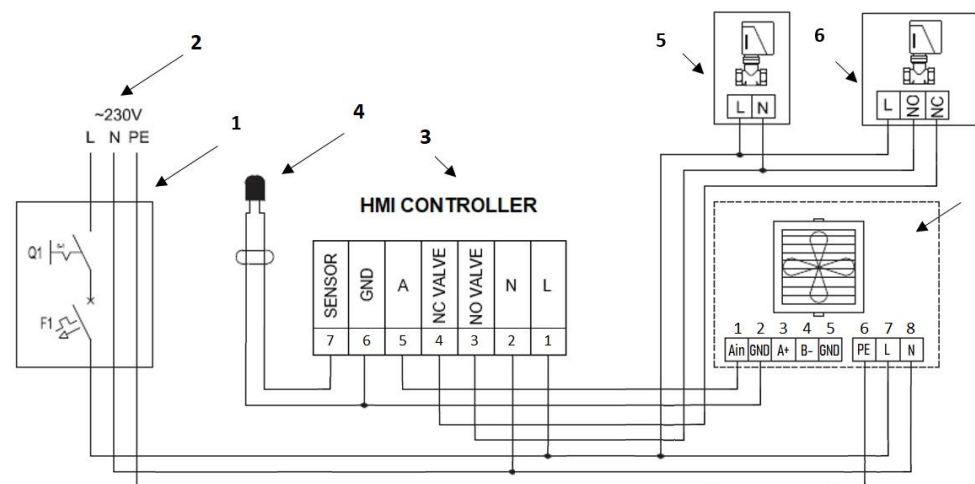 2
5
6
~230V
L N PE
1
4
3
L N
L NO NC
HMI CONTROLLER
Q1
F1
SENSOR GND A NC VALVE NO VALVE N L
7 6 5 4 3 2 1
1 2 3 4 5 6 7 8
Ain GND A+ B- GND PE L N